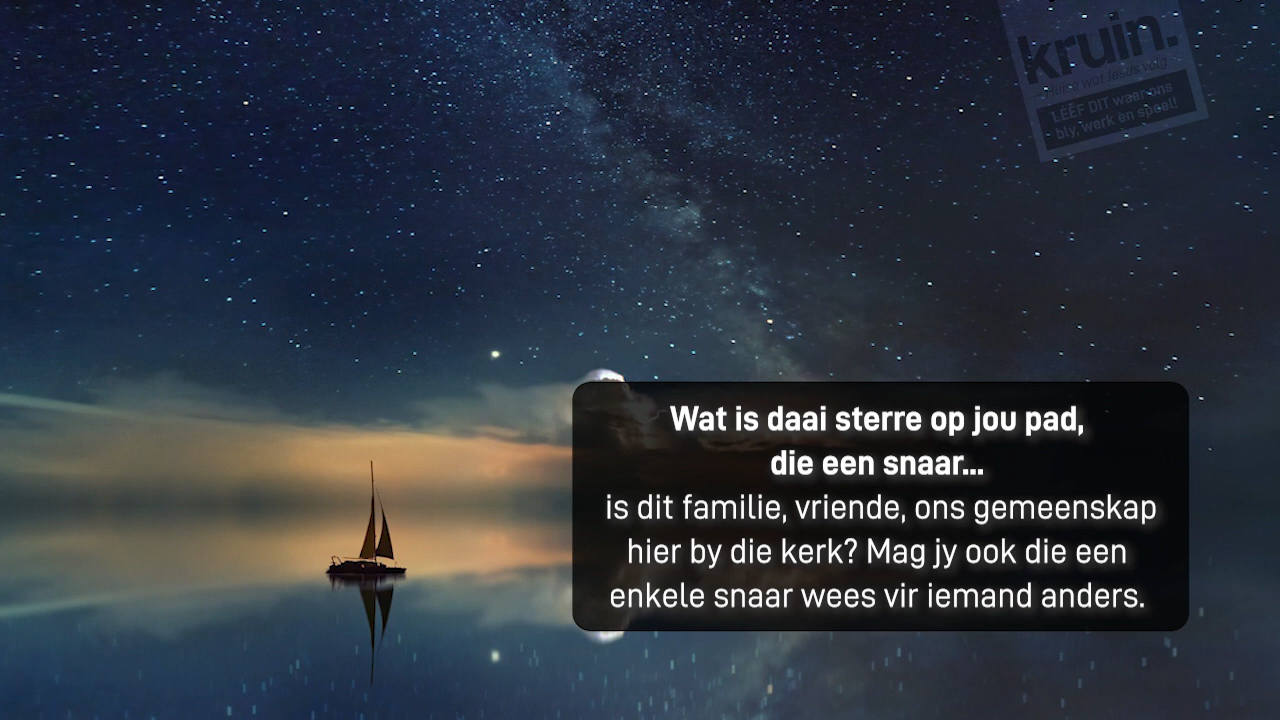 kruin.
LEEF DIT waar ons
bly, werk en speel!
Wat is daai sterre op jou pad,
die een snaar...
is dit familie, vriende, ons gemeenskap
hier by die kerk? Mag jy ook die een
enkele snaar wees vir iemand anders.